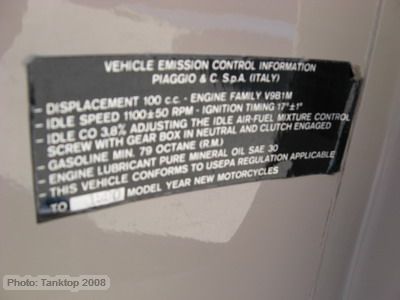 VEHICLE EMISSION CONTROL INFORMATION
PIAGGIO & C. S.p.A. (ITALY)
- DISPLACEMENT 100 c.c. - ENGINE FAMILY V9B1M
- IDLE SPEED 1100±50 RPM - IGNITION TIMING 17°±1°
- IDLE CO 3,8% ADJUSTING THE IDLE AIR-FUEL MIXTURE CONTROL
SCREW WITH GEAR BOX IN NEUTRAL AND CLUTCH ENGAGED
- GASOLINE MIN. 79 OCTANE (R.M.)
- ENGINE LUBRICANT PURE MINERAL OIL SAE 30
- THIS VEHICLE CONFORMS TO USEPA REGULATION APPLICABLE
TO MODEL YEAR NEW MOTORCYCLES
Photo: Tanktop 2008